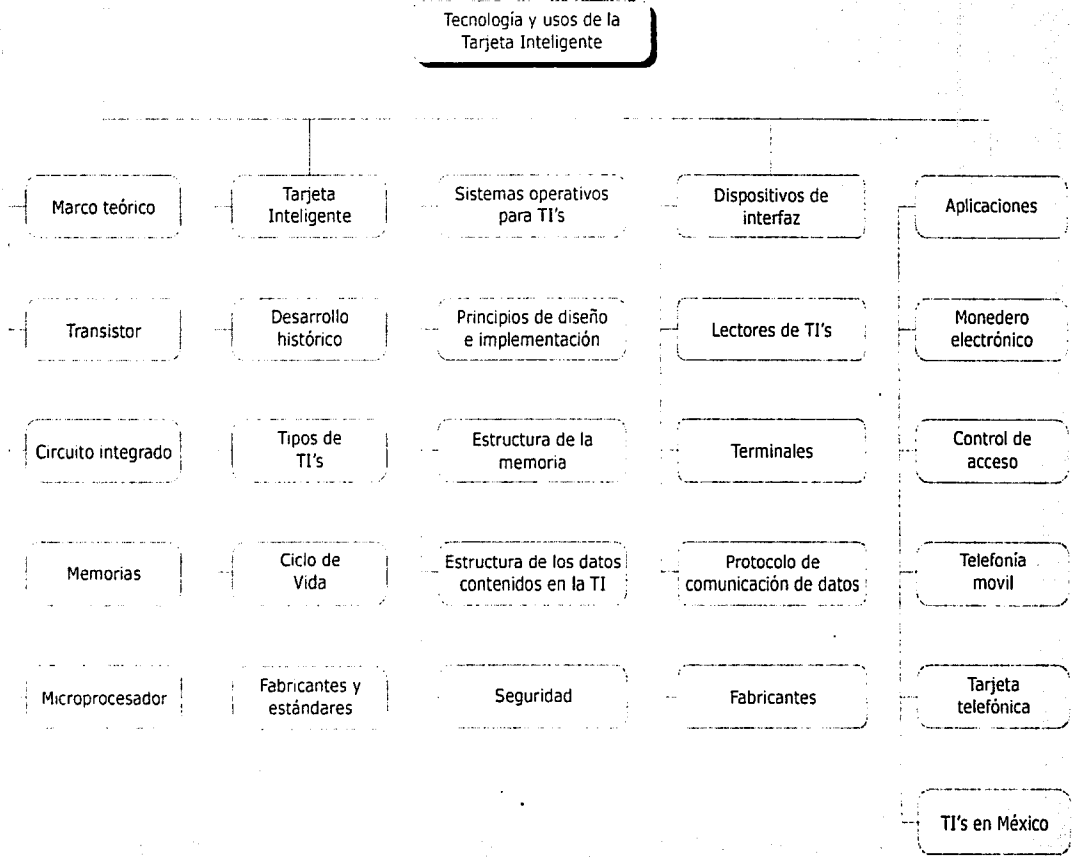 Tecnología y usos de la
Tarjeta Inteligente
Marco teórico
Tarjeta
Inteligente
Sistemas operativos
para TI's
Dispositivos de
interfaz
Aplicaciones
Transistor
Desarrollo
histórico
Principios de diseño
e implementación
Lectores de TI's
Monedero
electrónico
Circuito integrado
Tipos de
TI's
Estructura de la
memoria
Terminales
Control de
acceso
Memorias
Ciclo de
Vida
Estructura de los datos
contenidos en la TI
Protocolo de
comunicación de datos
Telefonía
movil
Microprocesador
Fabricantes y
estándares
Seguridad
Fabricantes
Tarjeta
telefónica
TI's en México